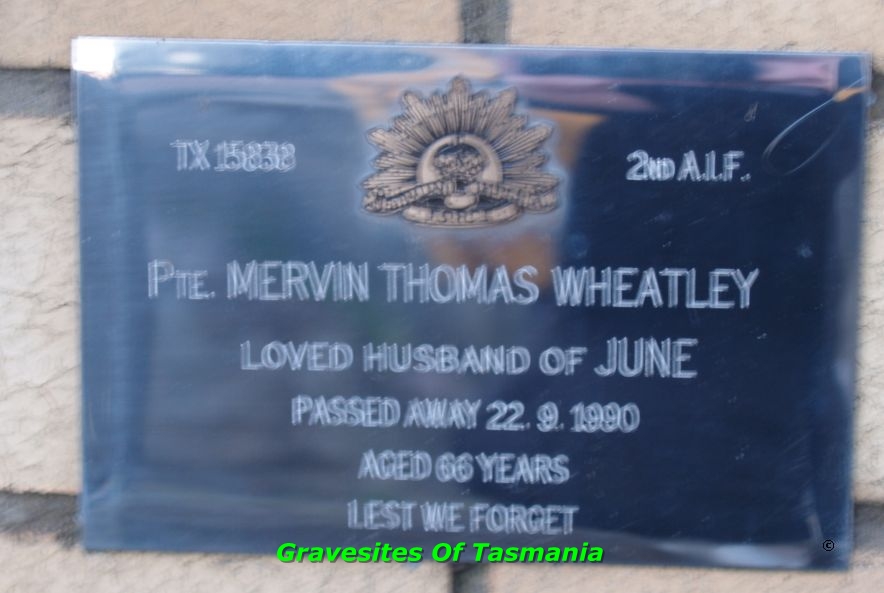 TX 15838 2ND A.I.F.
PTE. MERVIN THOMAS WHEATLEY
LOVED HUSBAND OF JUNE
PASSED AWAY 22. 9. 1990
AGED 66 YEARS
LEST WE FORGET
Gravesites Of Tasmania ©